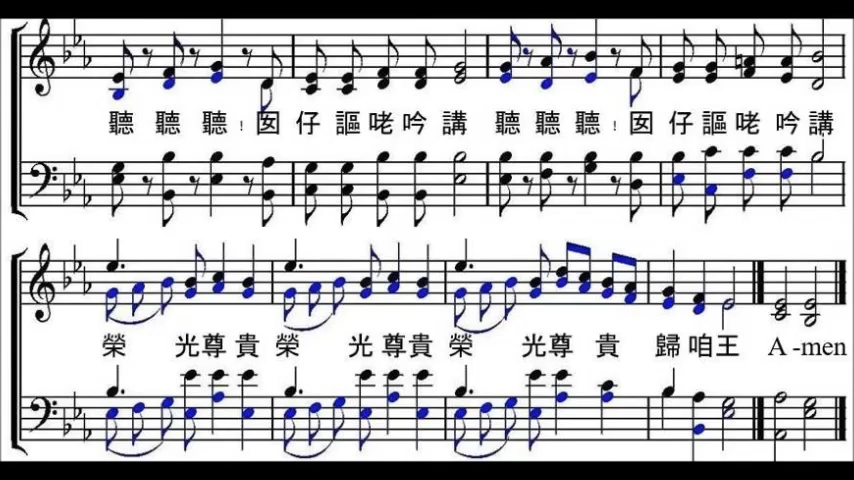 聽 聽 聽 ! 囡 仔 謳 咾 吟 講 聽 聽 聽 ! 囡 仔 謳 咾 吟 講
榮 光 尊 貴 榮 光 尊 貴 榮 光 尊 貴 歸 咱 王 A - men